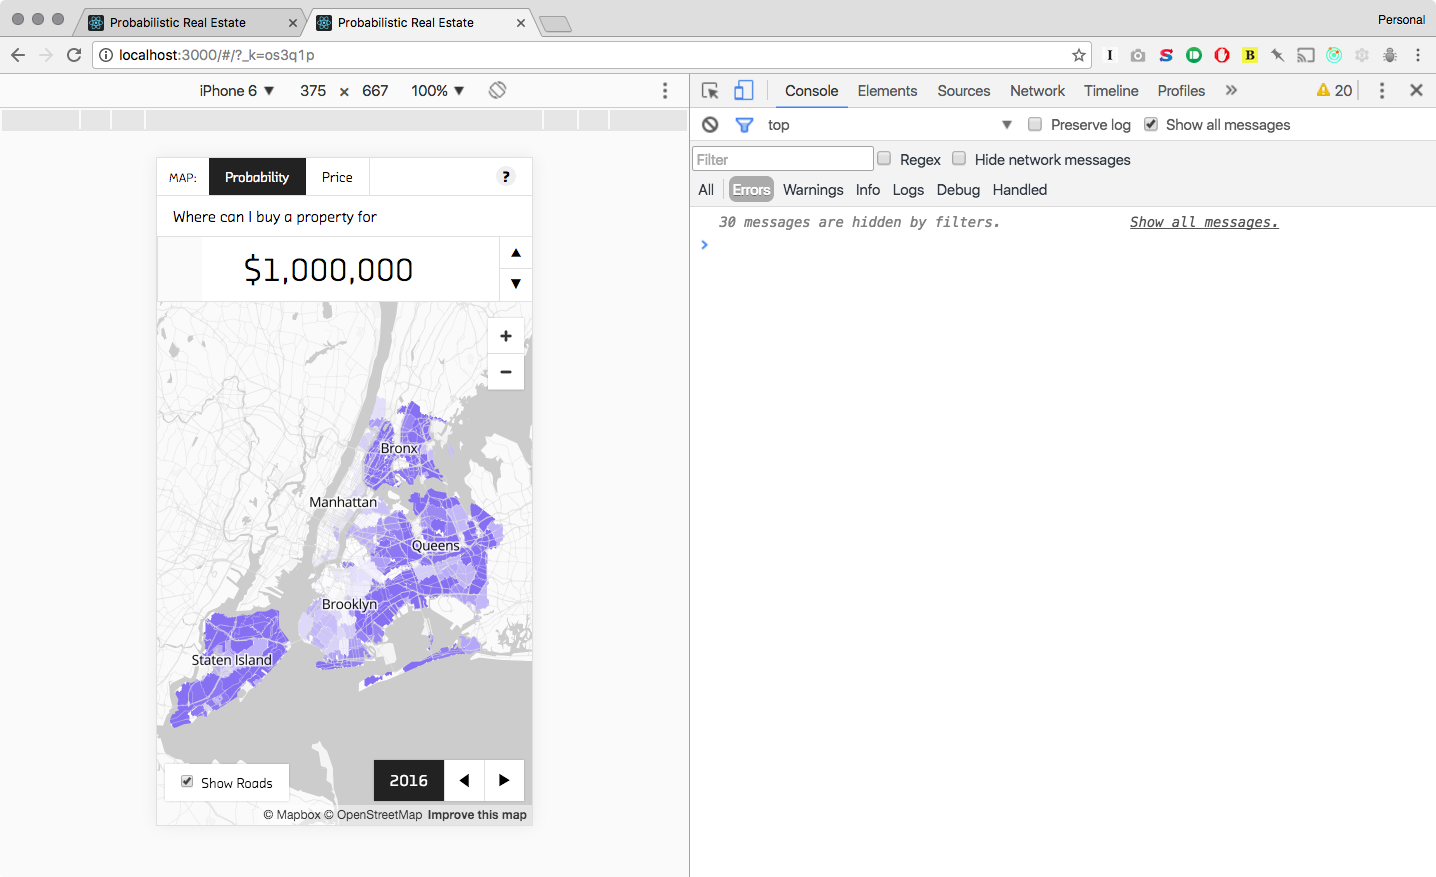 Probabilistic Real Estate
Probabilistic Real Estate
Personal
localhost:3000/#/?_k=os3q1p
iPhone 6 ▼ 375 × 667 100% ▼
Console Elements Sources Network Timeline Profiles » 20
top ▼ Preserve log Show all messages
Filter Regex Hide network messages
All Errors Warnings Info Logs Debug Handled
30 messages are hidden by filters. Show all messages.
MAP: Probability Price ?
Where can I buy a property for
$1,000,000
+
−
Bronx
Manhattan
Queens
Brooklyn
Staten Island
Show Roads
2016
© Mapbox © OpenStreetMap Improve this map